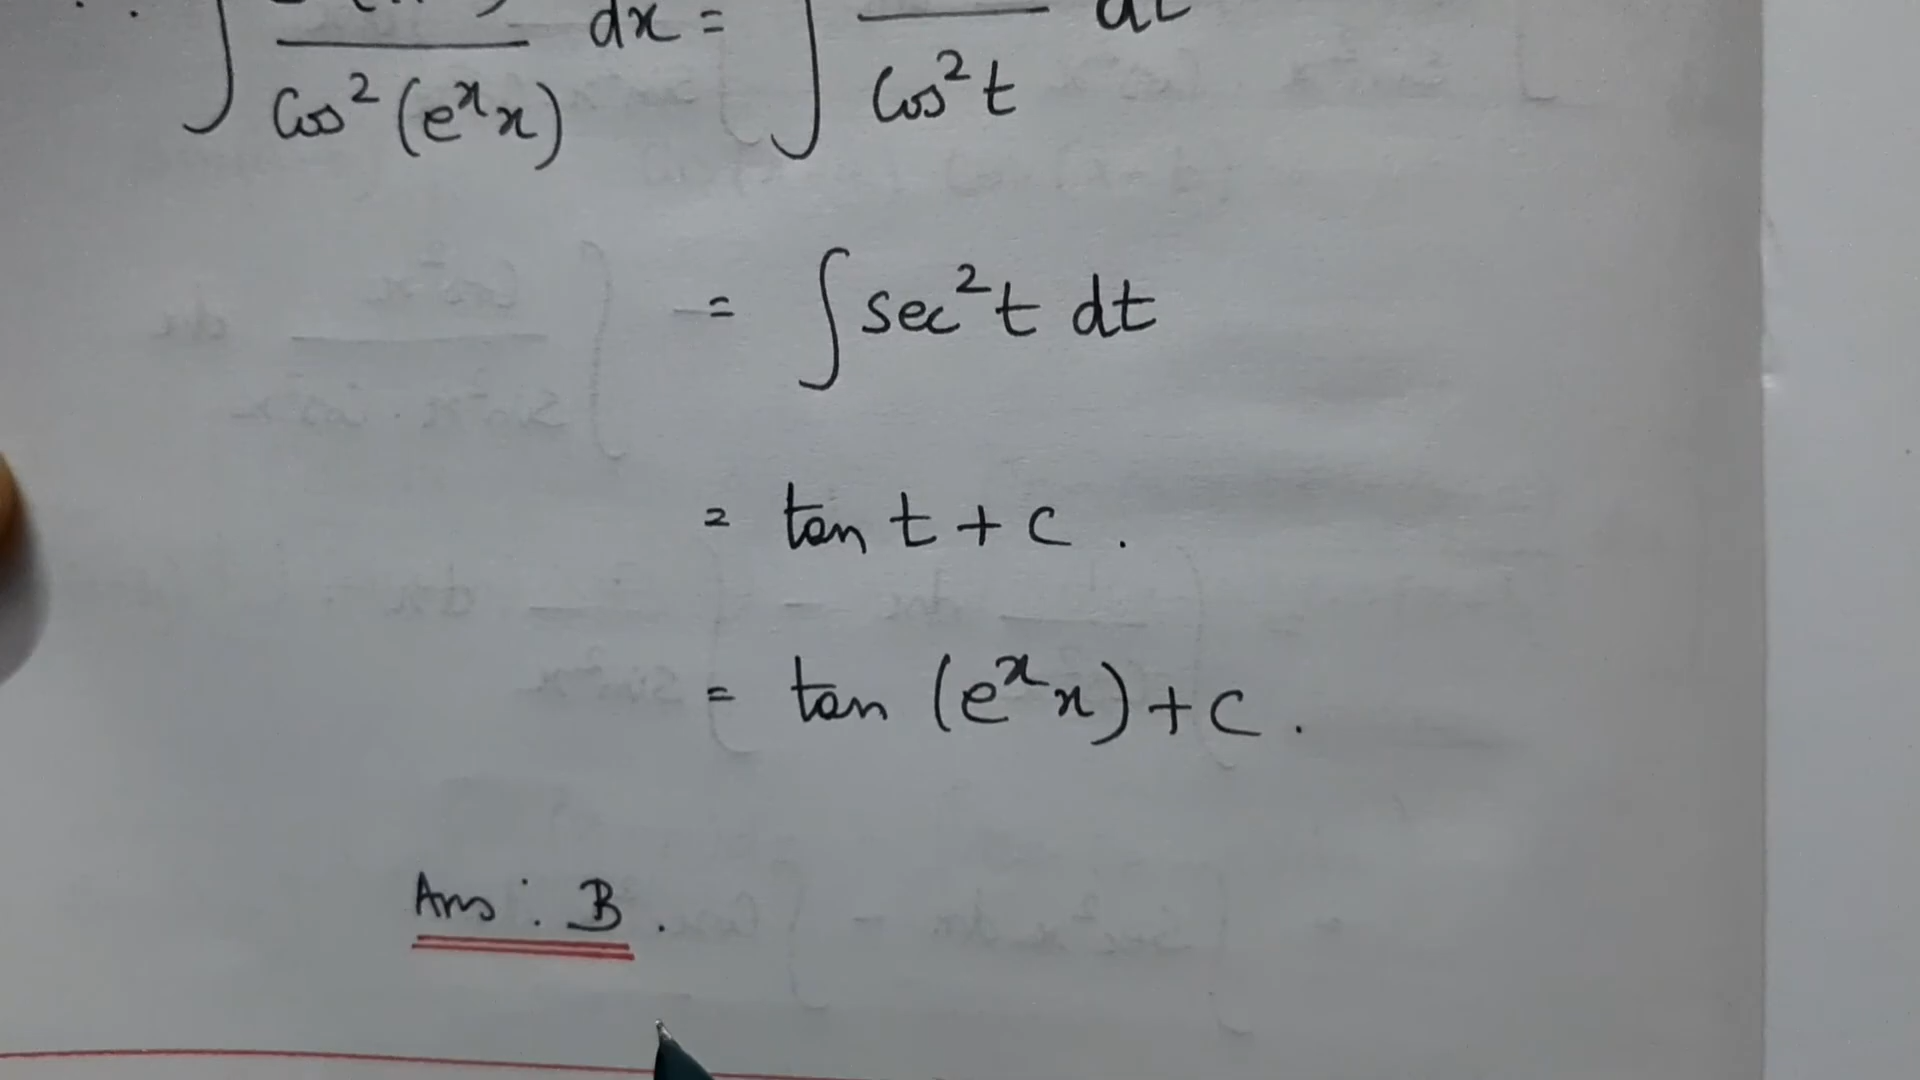 ∫ ―― dx = ∫ ―― dt
Cos²(eˣx) Cos²t
= ∫ sec²t dt
= tan t + c .
= tan (eˣx) + c .
Ans : B .